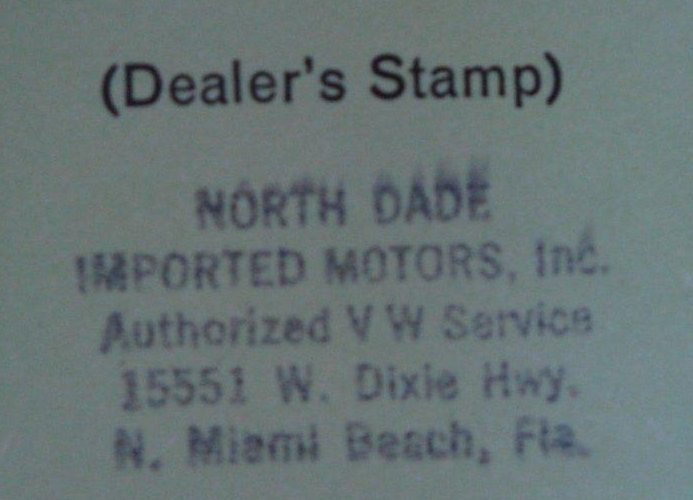 (Dealer's Stamp)
NORTH DADE
IMPORTED MOTORS, Inc.
Authorized V W Service
15551 W. Dixie Hwy.
N. Miami Beach, Fla.